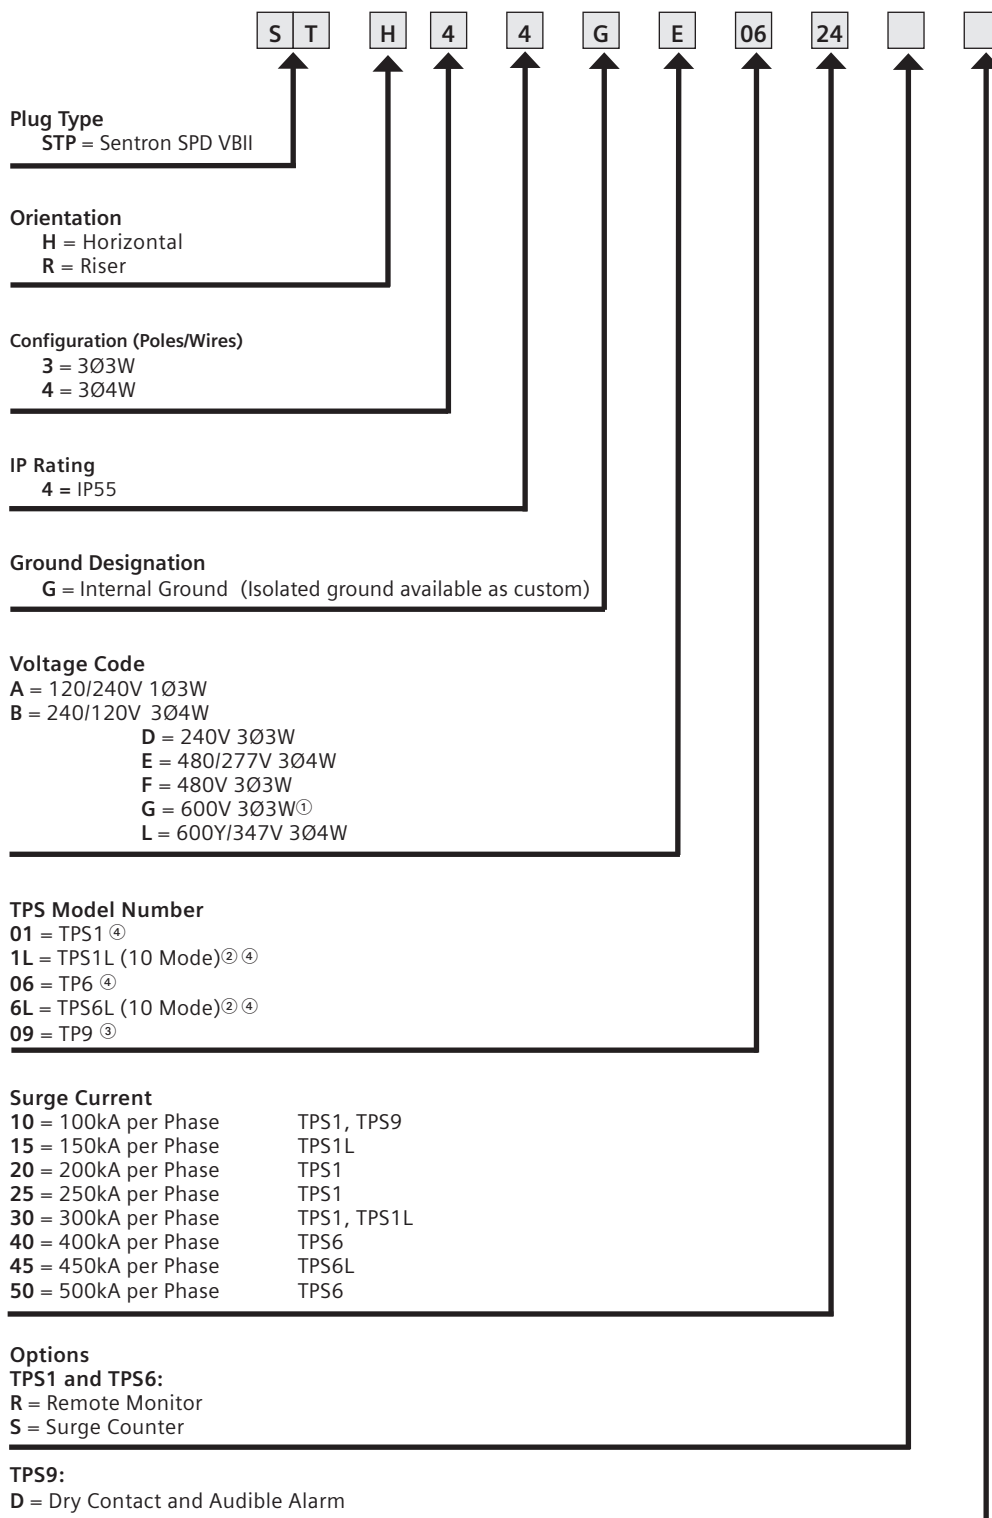 S T H 4 4 G E 06 24
Plug Type
STP = Sentron SPD VBII
Orientation
H = Horizontal
R = Riser
Configuration (Poles/Wires)
3 = 3Ø3W
4 = 3Ø4W
IP Rating
4 = IP55
Ground Designation
G = Internal Ground (Isolated ground available as custom)
Voltage Code
A = 120/240V 1Ø3W
B = 240/120V 3Ø4W
D = 240V 3Ø3W
E = 480/277V 3Ø4W
F = 480V 3Ø3W
G = 600V 3Ø3W①
L = 600Y/347V 3Ø4W
TPS Model Number
01 = TPS1 ④
1L = TPS1L (10 Mode)② ④
06 = TP6 ④
6L = TPS6L (10 Mode)② ④
09 = TP9 ③
Surge Current
10 = 100kA per Phase TPS1, TPS9
15 = 150kA per Phase TPS1L
20 = 200kA per Phase TPS1
25 = 250kA per Phase TPS1
30 = 300kA per Phase TPS1, TPS1L
40 = 400kA per Phase TPS6
45 = 450kA per Phase TPS6L
50 = 500kA per Phase TPS6
Options
TPS1 and TPS6:
R = Remote Monitor
S = Surge Counter
TPS9:
D = Dry Contact and Audible Alarm